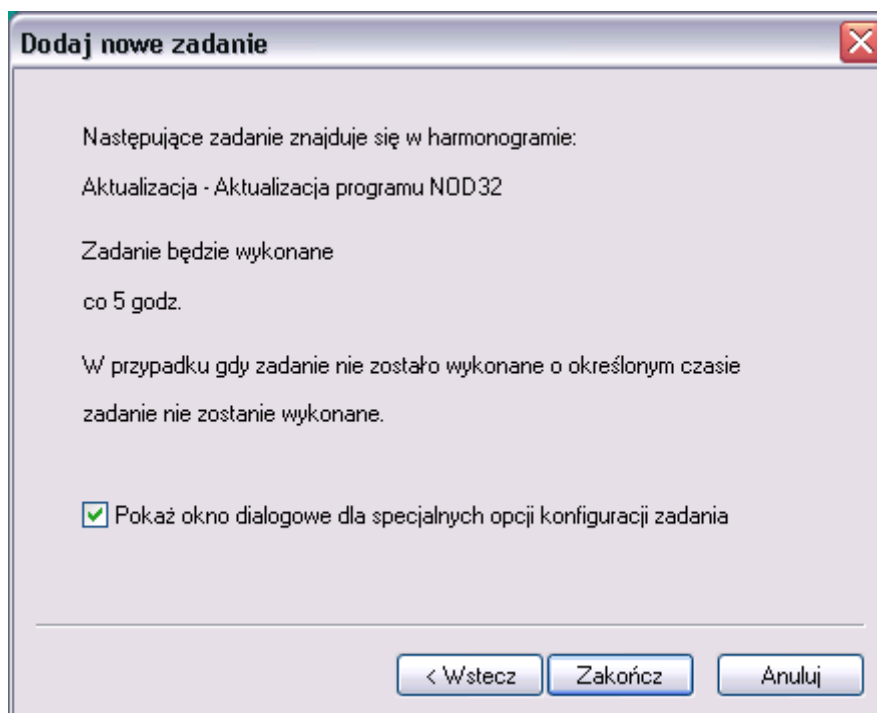 Dodaj nowe zadanie
Następujące zadanie znajduje się w harmonogramie:
Aktualizacja - Aktualizacja programu NOD32
Zadanie będzie wykonane
co 5 godz.
W przypadku gdy zadanie nie zostało wykonane o określonym czasie
zadanie nie zostanie wykonane.
Pokaż okno dialogowe dla specjalnych opcji konfiguracji zadania
< Wstecz Zakończ Anuluj